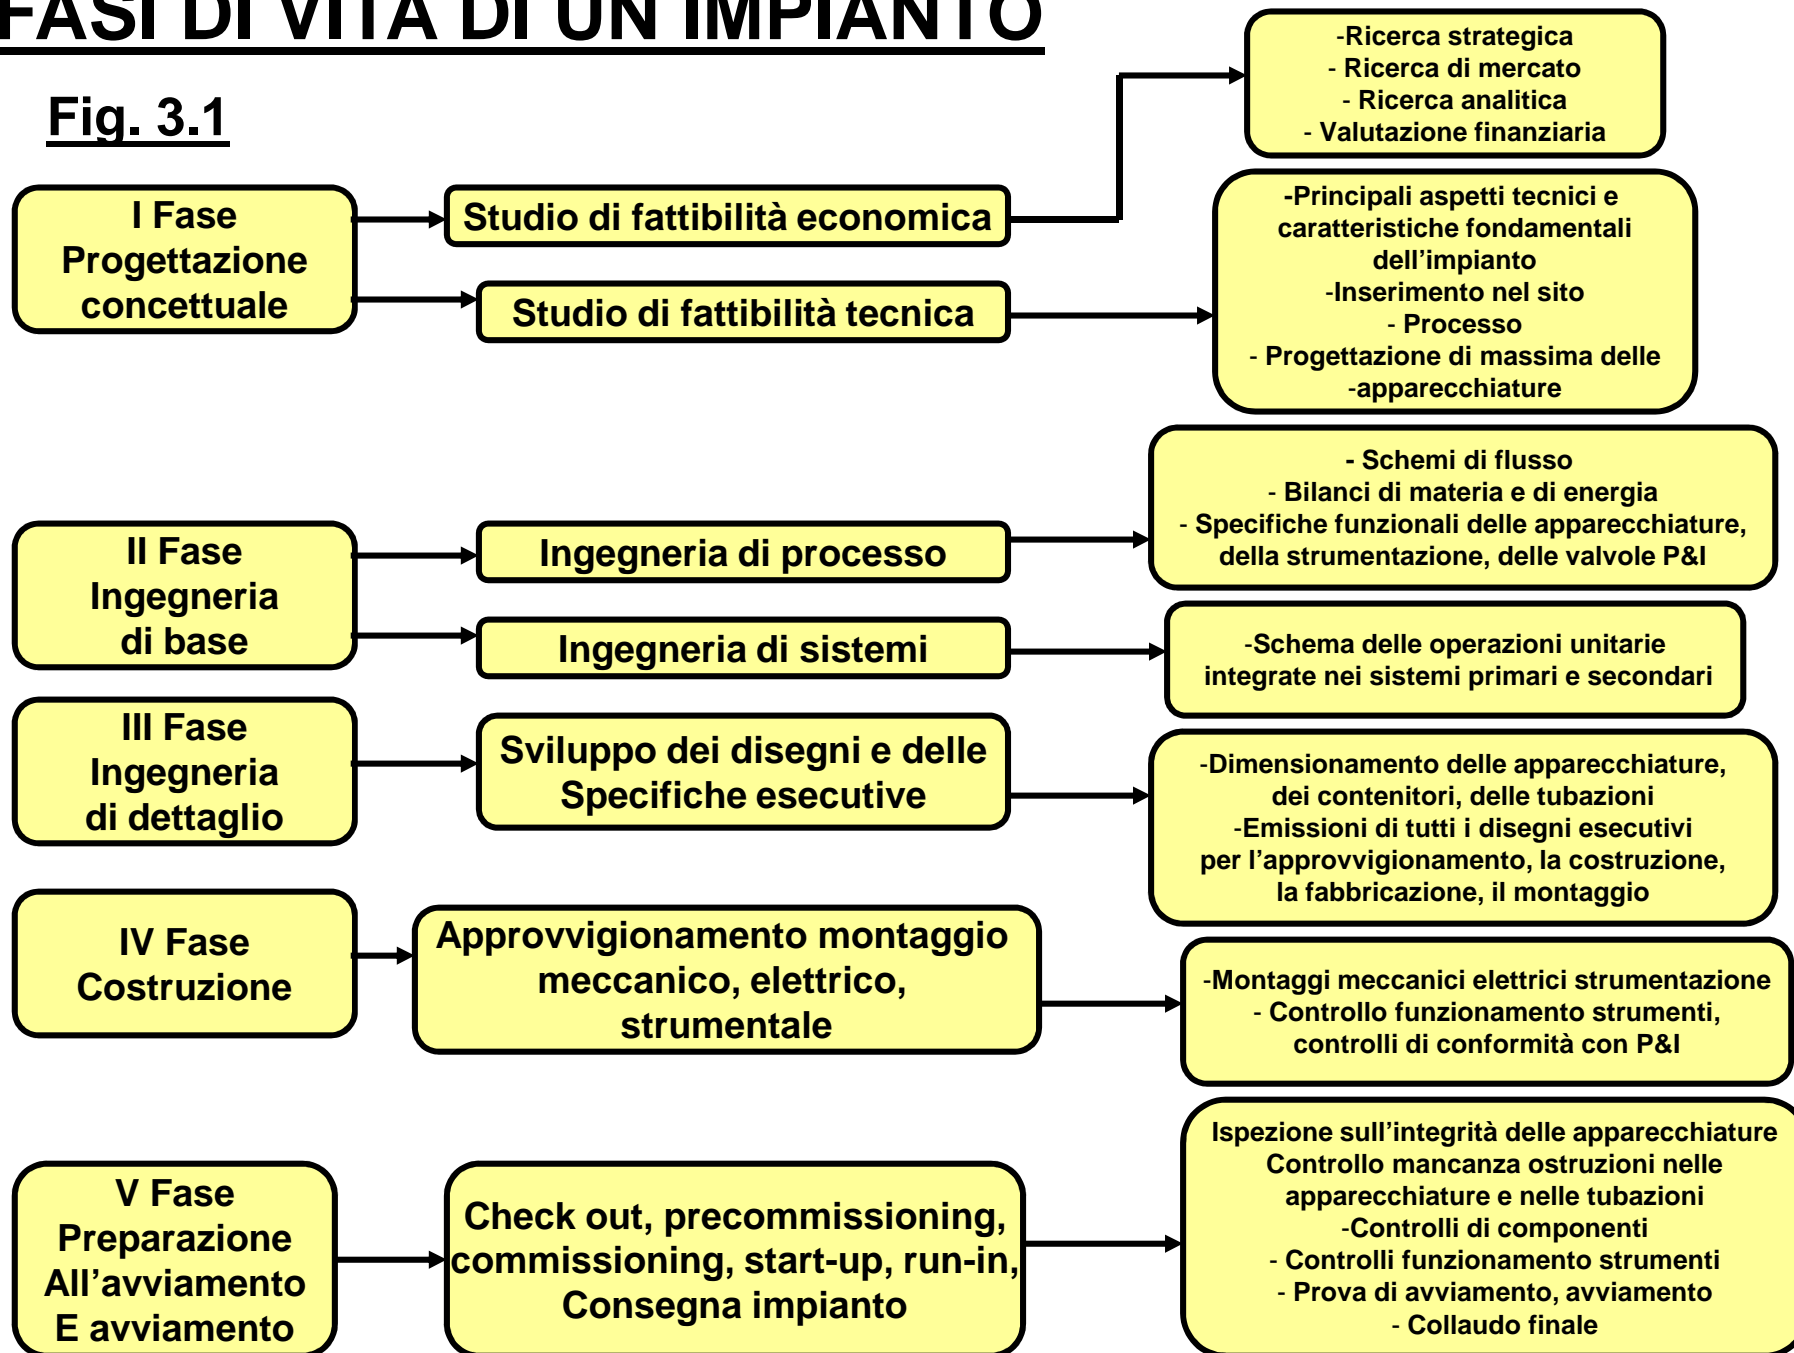 FASI DI VITA DI UN IMPIANTO
Fig. 3.1
I Fase
Progettazione
concettuale
Studio di fattibilità economica
-Ricerca strategica
- Ricerca di mercato
- Ricerca analitica
- Valutazione finanziaria
Studio di fattibilità tecnica
-Principali aspetti tecnici e
caratteristiche fondamentali
dell’impianto
-Inserimento nel sito
- Processo
- Progettazione di massima delle
-apparecchiature
II Fase
Ingegneria
di base
Ingegneria di processo
- Schemi di flusso
- Bilanci di materia e di energia
- Specifiche funzionali delle apparecchiature,
della strumentazione, delle valvole P&I
Ingegneria di sistemi
-Schema delle operazioni unitarie
integrate nei sistemi primari e secondari
III Fase
Ingegneria
di dettaglio
Sviluppo dei disegni e delle
Specifiche esecutive
-Dimensionamento delle apparecchiature,
dei contenitori, delle tubazioni
-Emissioni di tutti i disegni esecutivi
per l’approvvigionamento, la costruzione,
la fabbricazione, il montaggio
IV Fase
Costruzione
Approvvigionamento montaggio
meccanico, elettrico,
strumentale
-Montaggi meccanici elettrici strumentazione
- Controllo funzionamento strumenti,
controlli di conformità con P&I
V Fase
Preparazione
All’avviamento
E avviamento
Check out, precommissioning,
commissioning, start-up, run-in,
Consegna impianto
Ispezione sull’integrità delle apparecchiature
Controllo mancanza ostruzioni nelle
apparecchiature e nelle tubazioni
-Controlli di componenti
- Controlli funzionamento strumenti
- Prova di avviamento, avviamento
- Collaudo finale